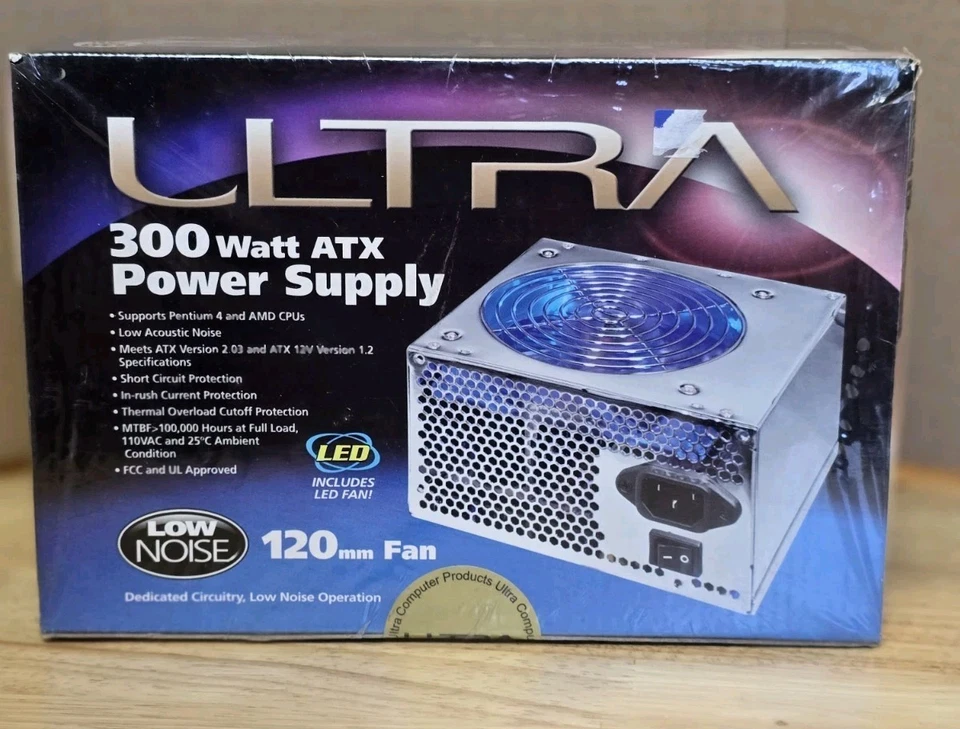 ULTRA
300 Watt ATX
Power Supply
• Supports Pentium 4 and AMD CPUs
• Low Acoustic Noise
• Meets ATX Version 2.03 and ATX 12V Version 1.2
Specifications
• Short Circuit Protection
• In-rush Current Protection
• Thermal Overload Cutoff Protection
• MTBF>100,000 Hours at Full Load,
110VAC and 25°C Ambient
Condition
• FCC and UL Approved
LED
INCLUDES
LED FAN!
LOW
NOISE
120mm Fan
Dedicated Circuitry, Low Noise Operation
ltra Computer Products Ultra Compu